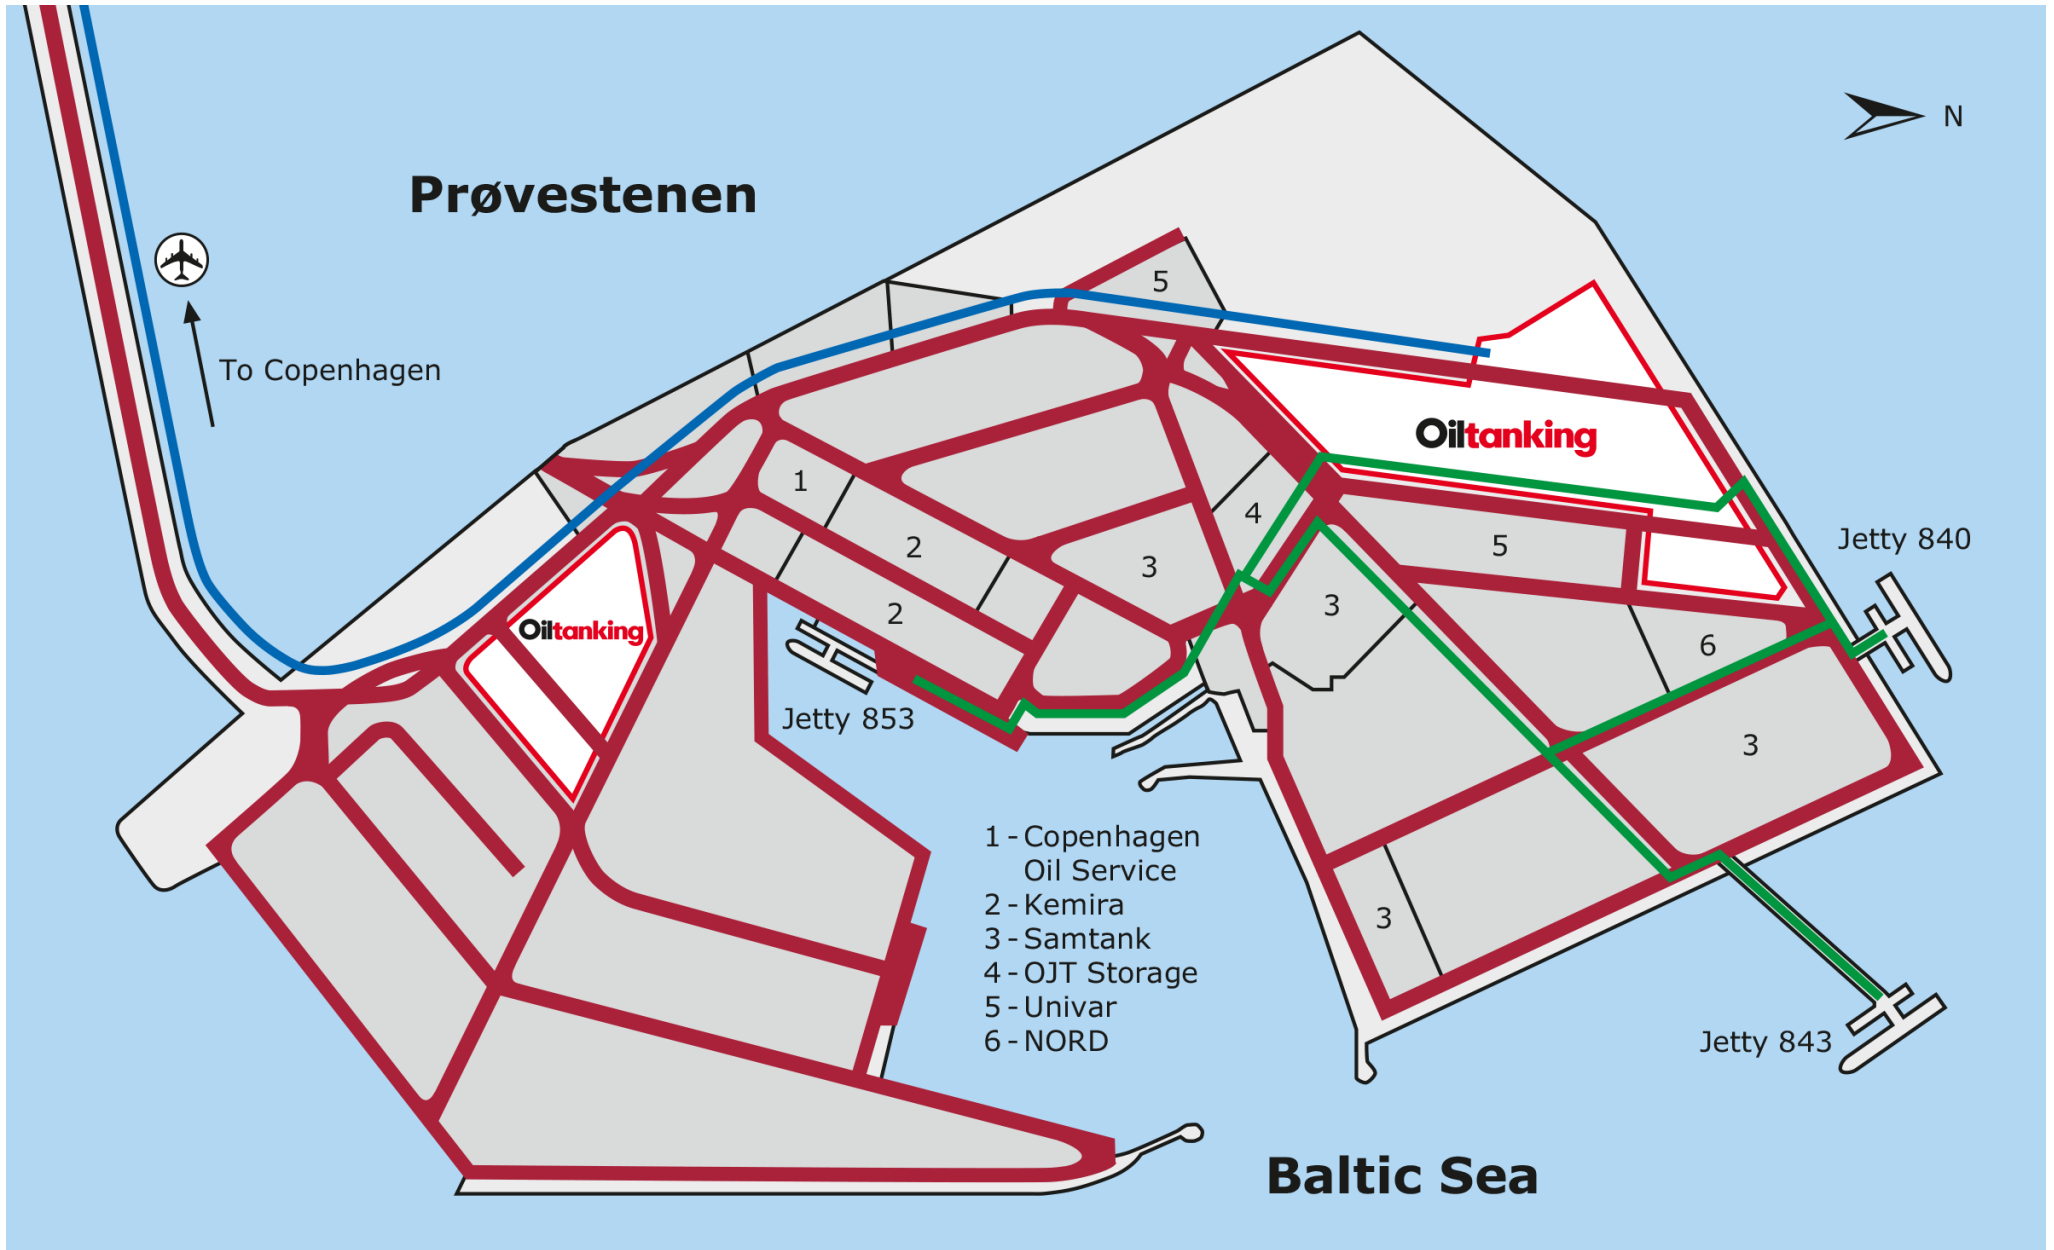 N
Prøvestenen
To Copenhagen
5
Oiltanking
1
4
2
5
Jetty 840
3
3
2
Oiltanking
6
Jetty 853
3
1 - Copenhagen
Oil Service
2 - Kemira
3 - Samtank
4 - OJT Storage
5 - Univar
6 - NORD
3
Jetty 843
Baltic Sea